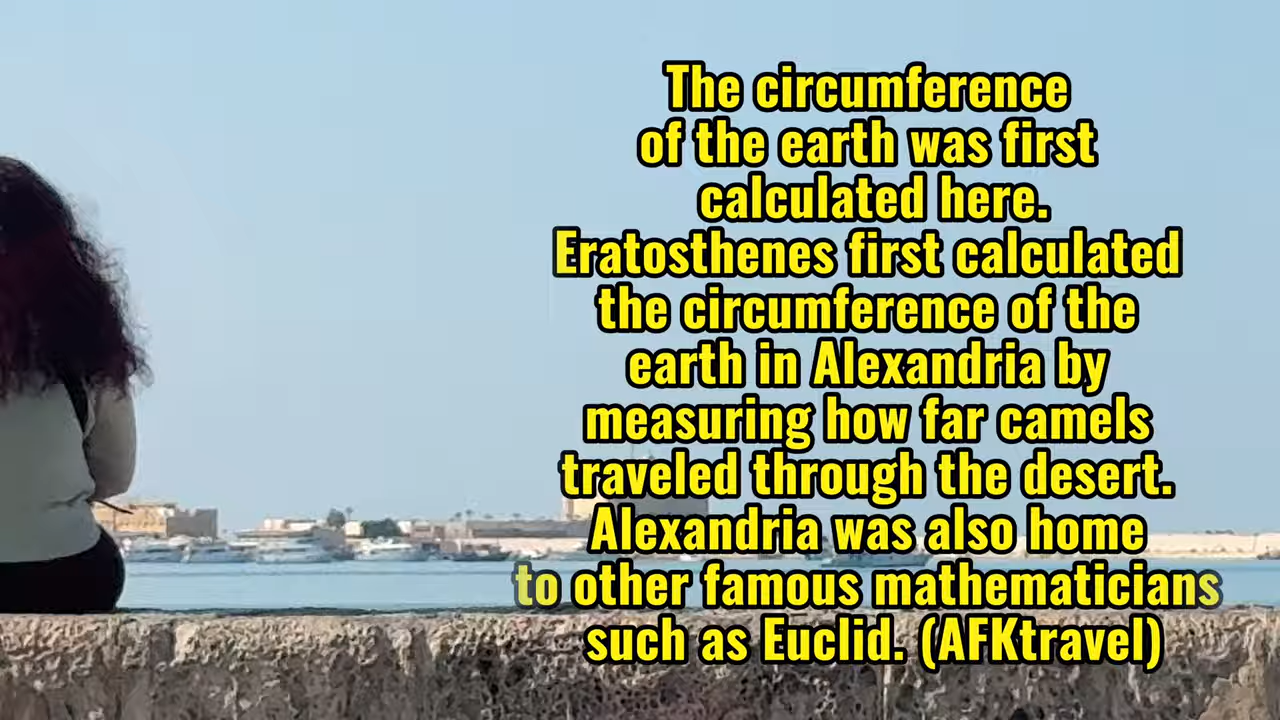 The circumference
of the earth was first
calculated here.
Eratosthenes first calculated
the circumference of the
earth in Alexandria by
measuring how far camels
traveled through the desert.
Alexandria was also home
to other famous mathematicians
such as Euclid. (AFKtravel)